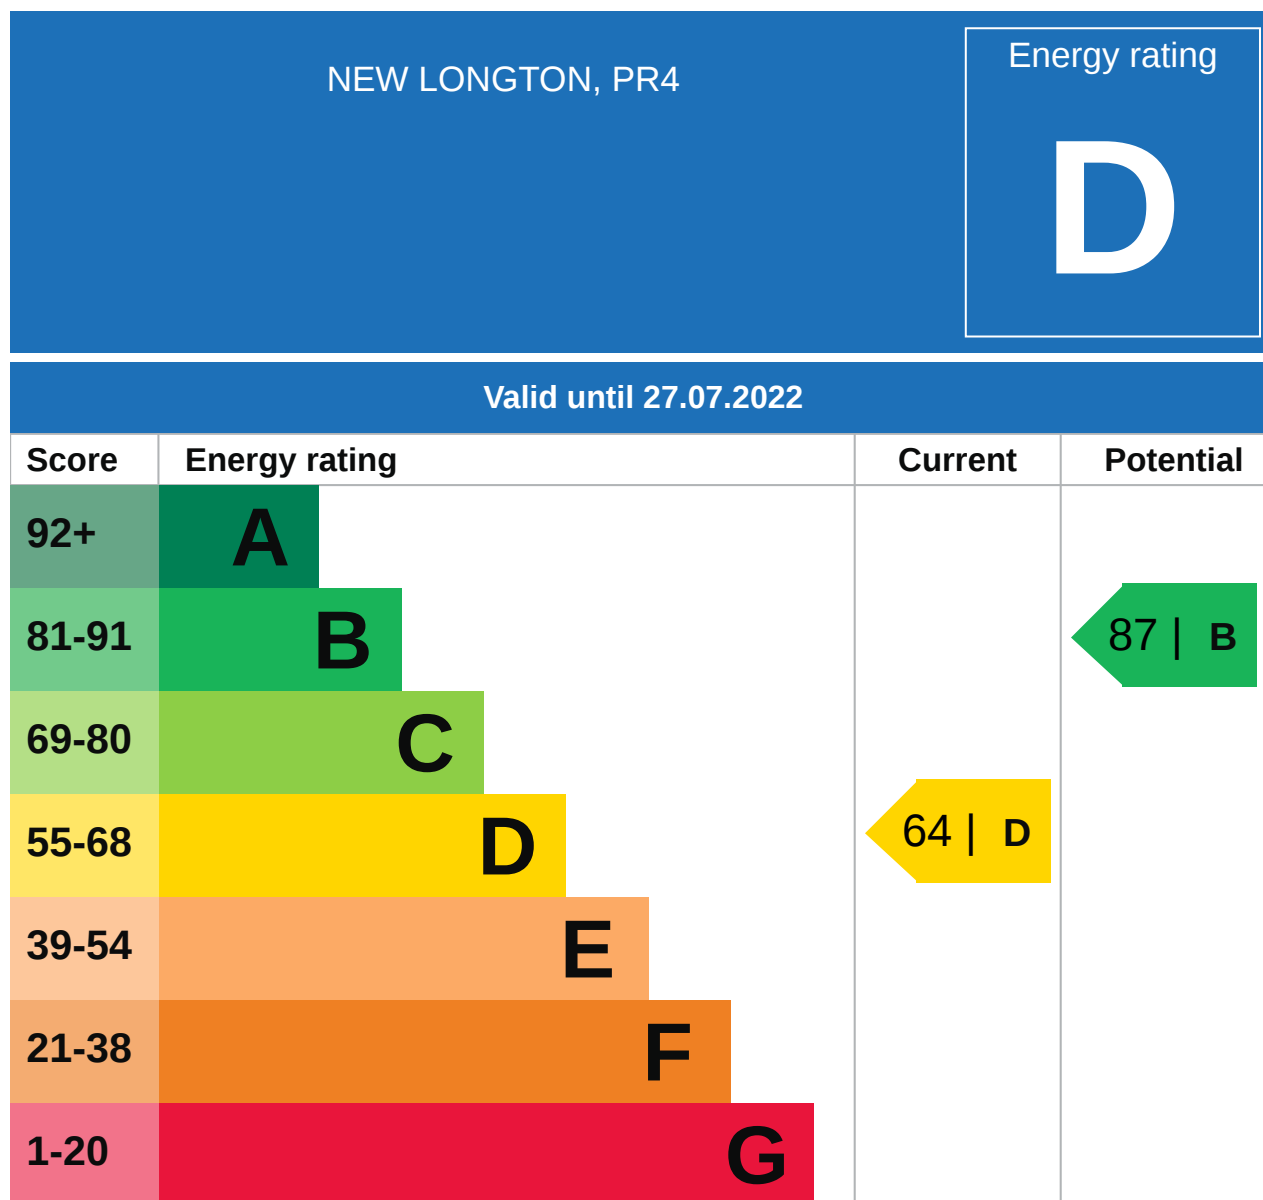 NEW LONGTON, PR4
Energy rating
D
Valid until 27.07.2022
Score Energy rating Current Potential
92+ A
81-91 B 87 | B
69-80 C
55-68 D 64 | D
39-54 E
21-38 F
1-20 G